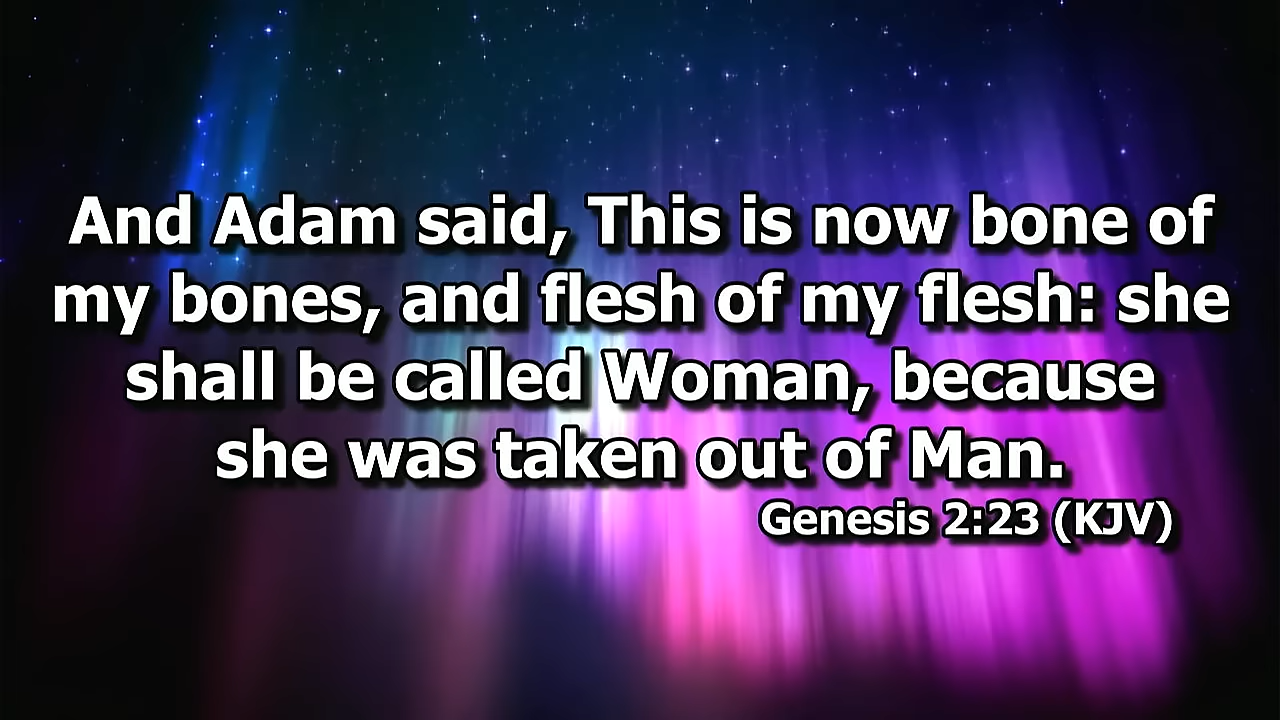 And Adam said, This is now bone of
my bones, and flesh of my flesh: she
shall be called Woman, because
she was taken out of Man.
Genesis 2:23 (KJV)